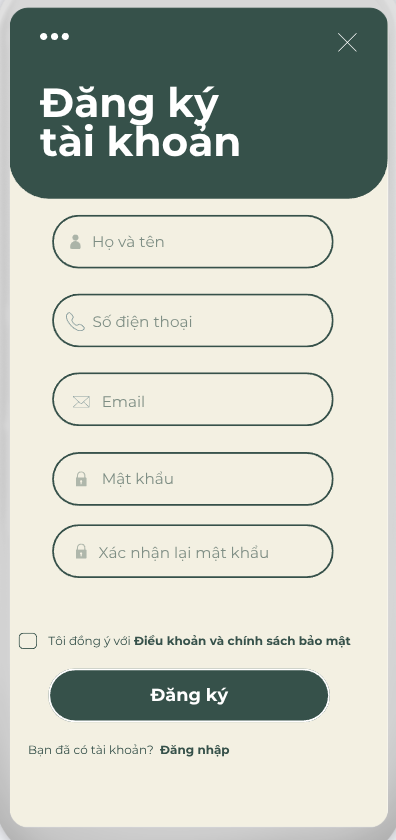 Đăng ký
tài khoản
Họ và tên
Số điện thoại
Email
Mật khẩu
Xác nhận lại mật khẩu
Tôi đồng ý với Điều khoản và chính sách bảo mật
Đăng ký
Bạn đã có tài khoản? Đăng nhập